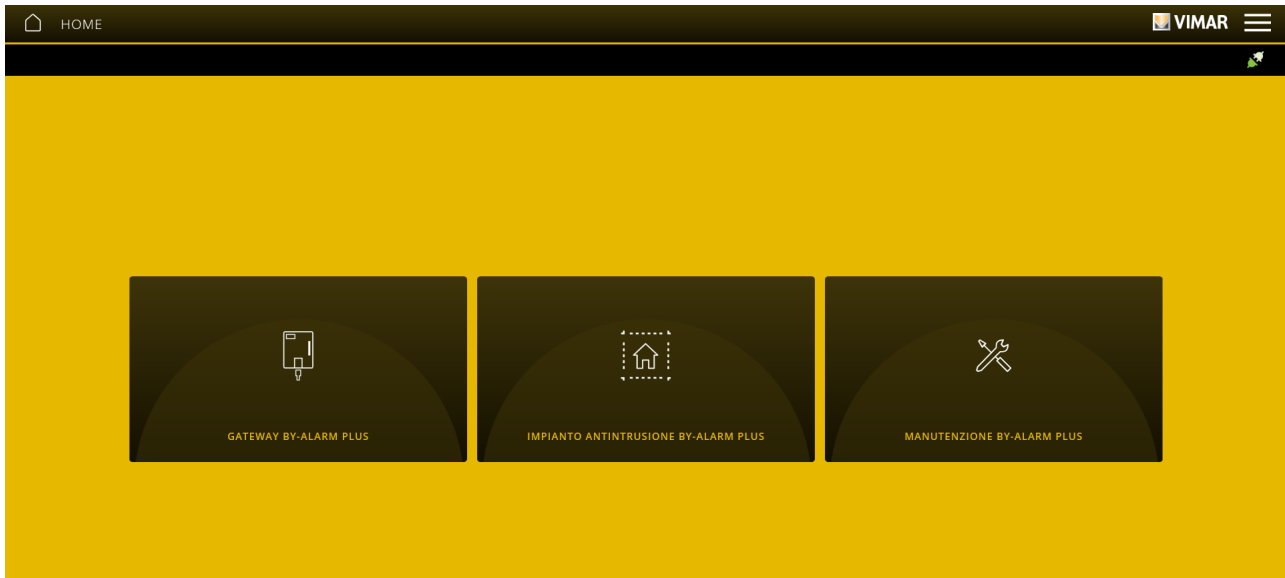 HOME
VIMAR
GATEWAY BY-ALARM PLUS
IMPIANTO ANTINTRUSIONE BY-ALARM PLUS
MANUTENZIONE BY-ALARM PLUS